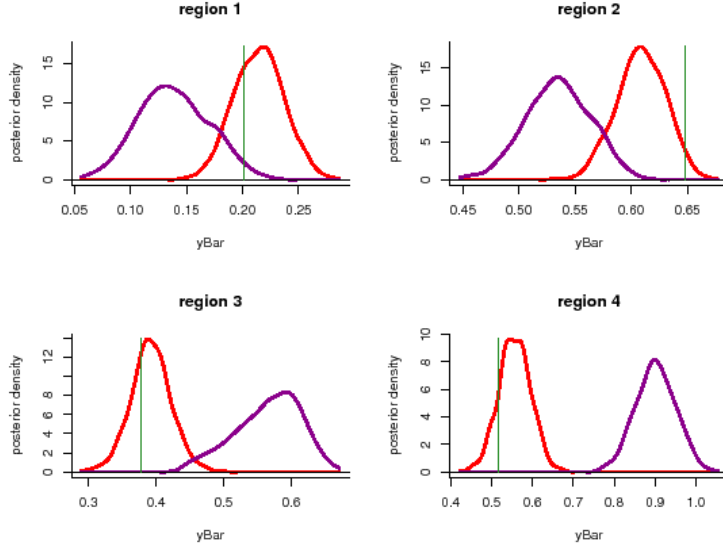 region 1
posterior density
0 5 10 15
0.05 0.10 0.15 0.20 0.25
yBar
region 2
posterior density
0 5 10 15
0.45 0.50 0.55 0.60 0.65
yBar
region 3
posterior density
0 2 4 6 8 12
0.3 0.4 0.5 0.6
yBar
region 4
posterior density
0 2 4 6 8 10
0.4 0.5 0.6 0.7 0.8 0.9 1.0
yBar